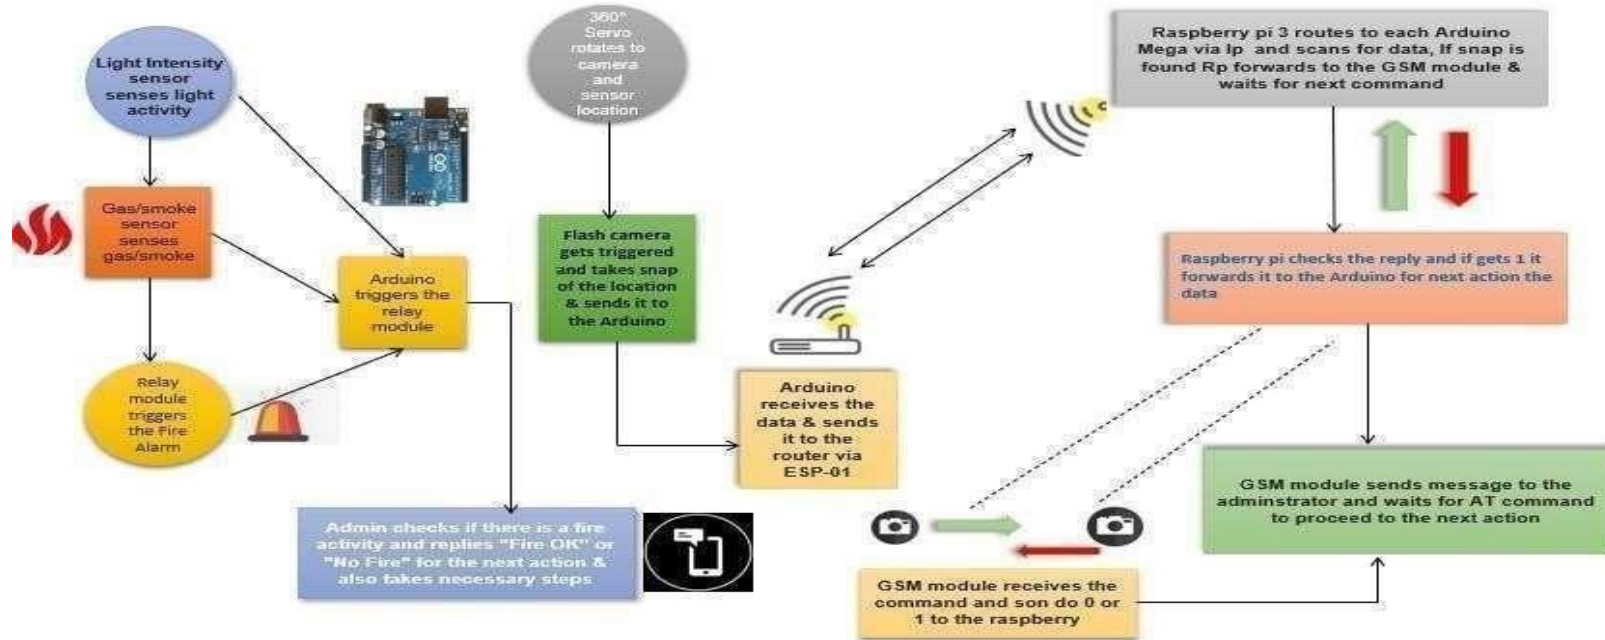 Light Intensity
sensor
senses light
activity
Gas/smoke
sensor
senses
gas/smoke
Relay
module
triggers
the Fire
Alarm
Arduino
triggers the
relay
module
360°
Servo
rotates to
camera
and
sensor
location
Flash camera
gets triggered
and takes snap
of the location
& sends it to
the Arduino
Arduino
receives the
data & sends
it to the
router via
ESP-01
Admin checks if there is a fire
activity and replies "Fire OK" or
"No Fire" for the next action &
also takes necessary steps
Raspberry pi 3 routes to each Arduino
Mega via Ip and scans for data, If snap is
found Rp forwards to the GSM module &
waits for next command
Raspberry pi checks the reply and if gets 1 it
forwards it to the Arduino for next action the
data
GSM module sends message to the
adminstrator and waits for AT command
to proceed to the next action
GSM module receives the
command and son do 0 or
1 to the raspberry